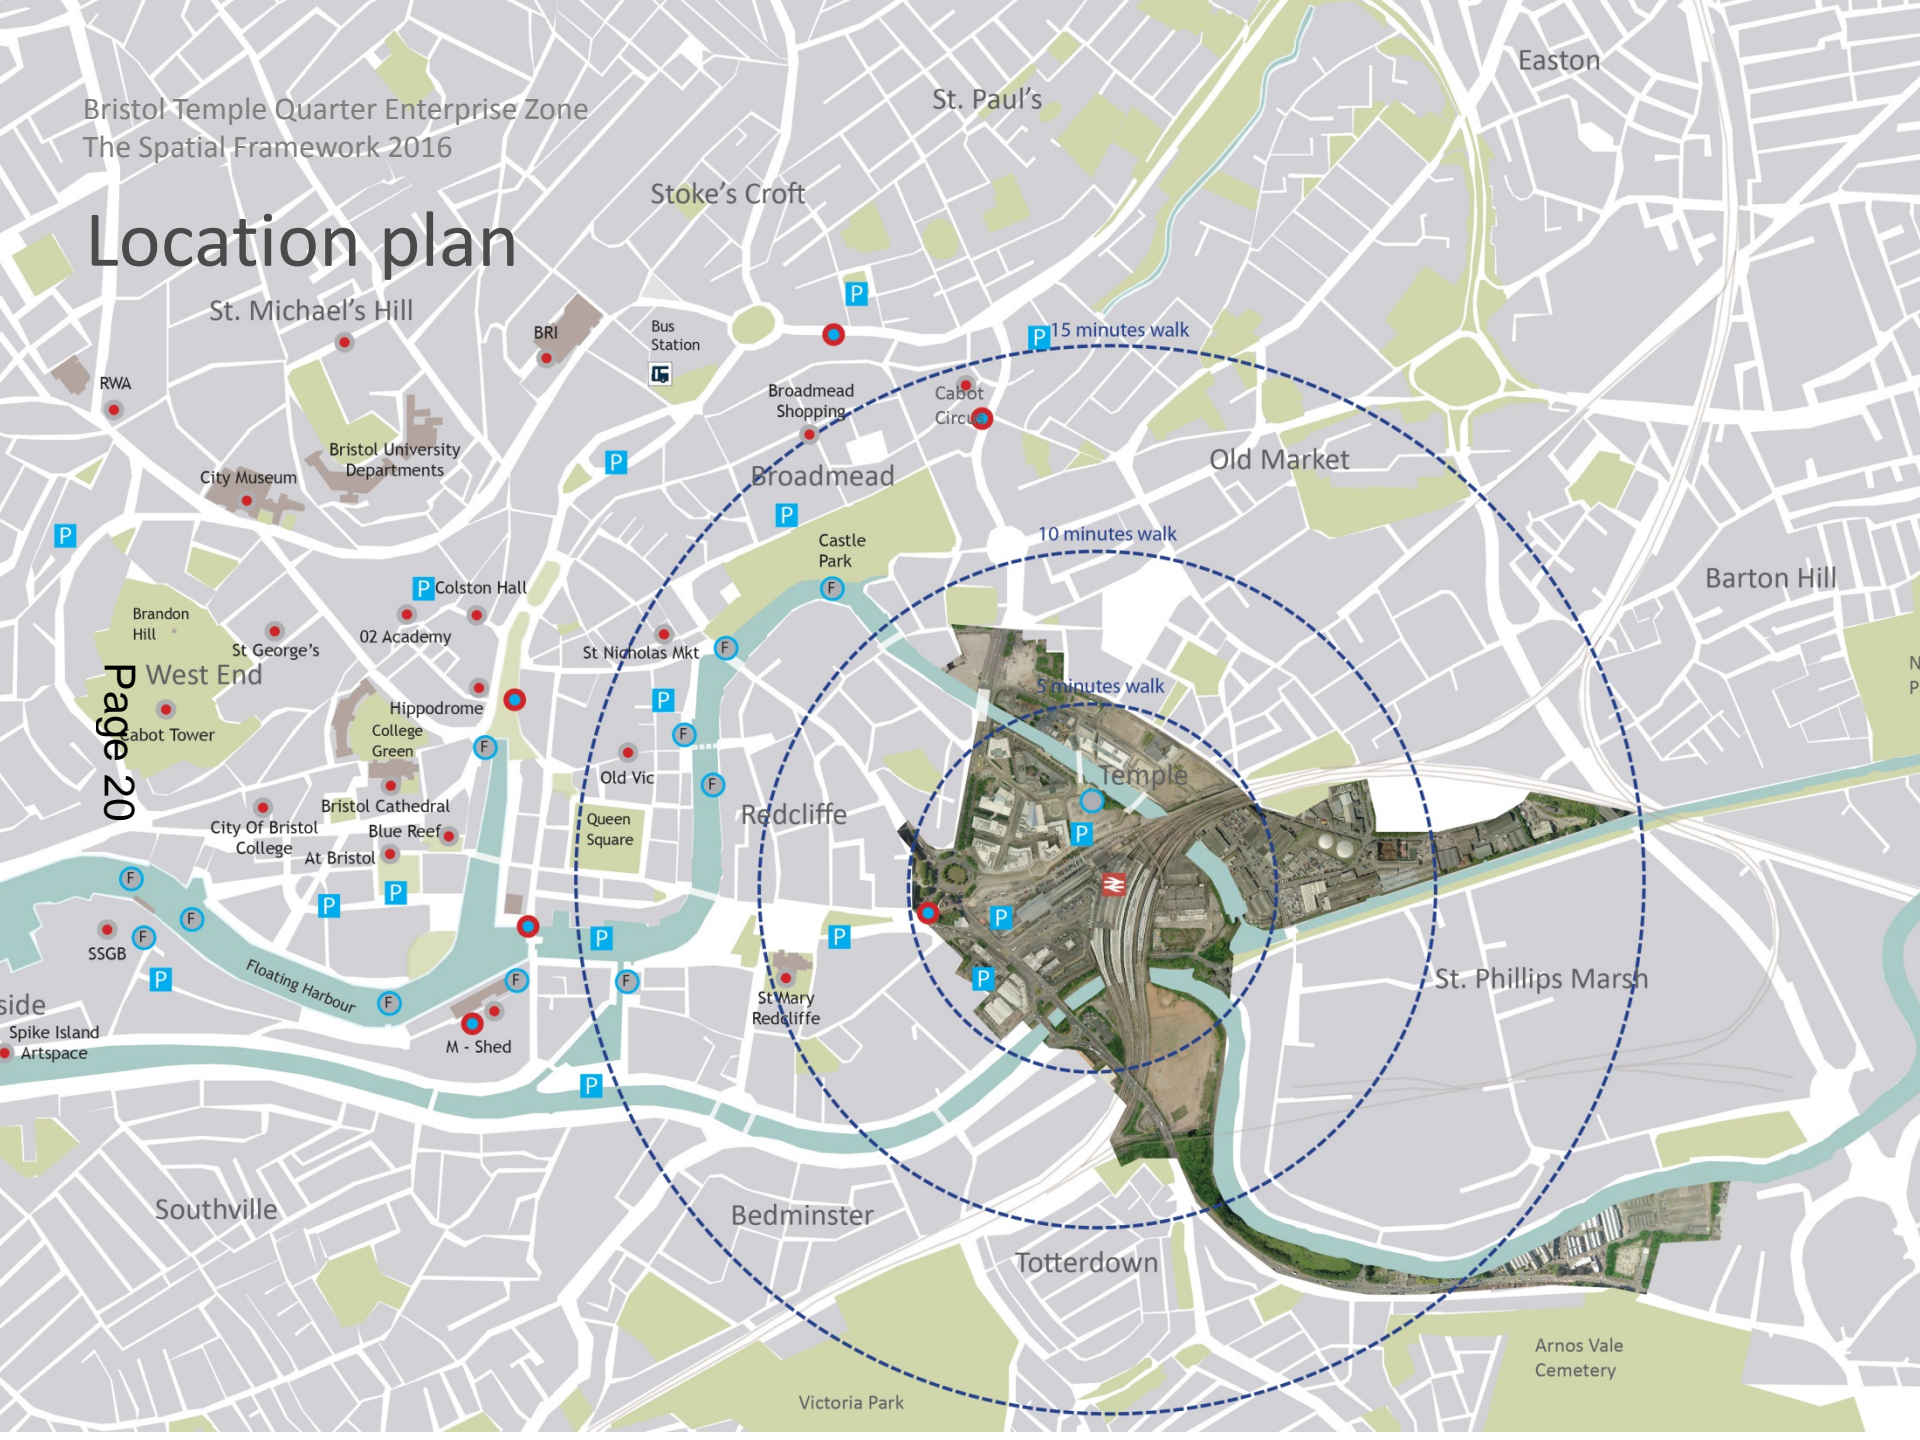 Bristol Temple Quarter Enterprise Zone
The Spatial Framework 2016
Location plan
Easton
St. Paul's
Stoke's Croft
St. Michael's Hill
P
BRI
Bus
Station
P
15 minutes walk
RWA
Broadmead
Shopping
Cabot
Circus
Bristol University
Departments
P
City Museum
Broadmead
Old Market
P
P
10 minutes walk
Castle
Park
F
Barton Hill
P
Colston Hall
Brandon
Hill
02 Academy
St George's
St Nicholas Mkt
F
N
P
West End
Page 20
5 minutes walk
P
Hippodrome
Cabot Tower
College
Green
F
F
Old Vic
F
Temple
Bristol Cathedral
Redcliffe
Queen
Square
City Of Bristol
College
Blue Reef
At Bristol
P
F
P
P
F
P
F
SSGB
P
P
P
Floating Harbour
P
F
F
F
St Mary
Redcliffe
St. Phillips Marsh
side
Spike Island
Artspace
M - Shed
P
Southville
Bedminster
Totterdown
Arnos Vale
Cemetery
Victoria Park